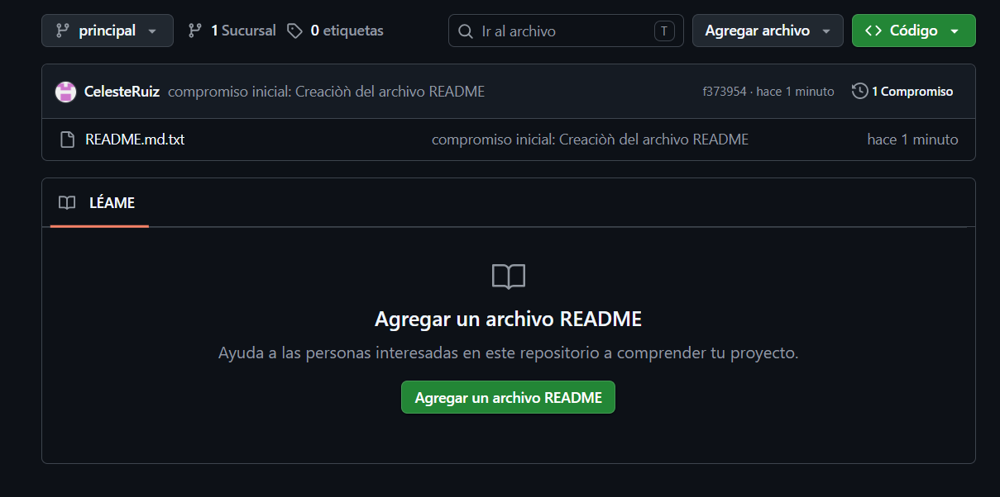 principal 1 Sucursal 0 etiquetas Ir al archivo T Agregar archivo <> Código
CelesteRuiz compromiso inicial: Creaciòǹ del archivo README f373954 · hace 1 minuto 1 Compromiso
README.md.txt compromiso inicial: Creaciòǹ del archivo README hace 1 minuto
LÉAME
Agregar un archivo README
Ayuda a las personas interesadas en este repositorio a comprender tu proyecto.
Agregar un archivo README